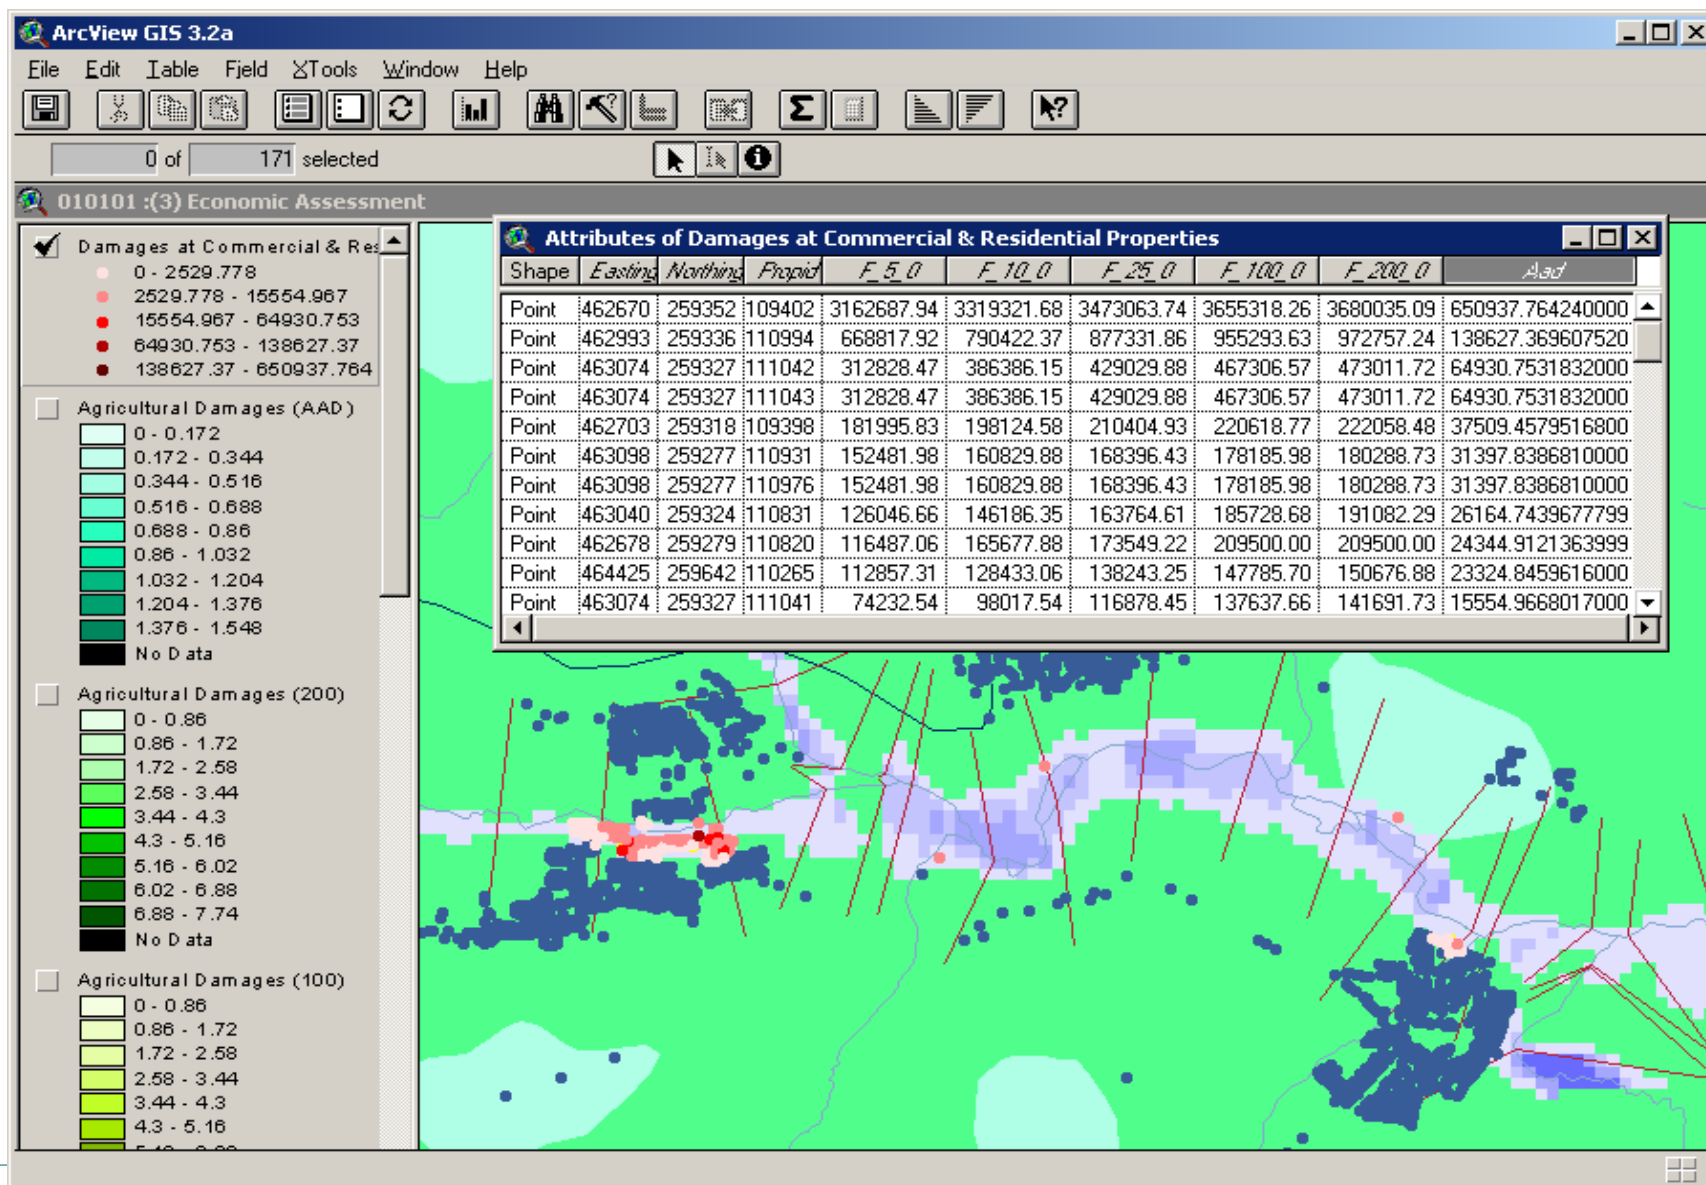 ArcView GIS 3.2a
File Edit Table Field XTools Window Help
0 of 171 selected
010101 :(3) Economic Assessment
Damages at Commercial & Res
0 - 2529.778
2529.778 - 15554.967
15554.967 - 64930.753
64930.753 - 138627.37
138627.37 - 650937.764
Agricultural Damages (AAD)
0 - 0.172
0.172 - 0.344
0.344 - 0.516
0.516 - 0.688
0.688 - 0.86
0.86 - 1.032
1.032 - 1.204
1.204 - 1.376
1.376 - 1.548
No Data
Agricultural Damages (200)
0 - 0.86
0.86 - 1.72
1.72 - 2.58
2.58 - 3.44
3.44 - 4.3
4.3 - 5.16
5.16 - 6.02
6.02 - 6.88
6.88 - 7.74
No Data
Agricultural Damages (100)
0 - 0.86
0.86 - 1.72
1.72 - 2.58
2.58 - 3.44
3.44 - 4.3
4.3 - 5.16
Attributes of Damages at Commercial & Residential Properties
Shape Easting Northing Propid F_5_0 F_10_0 F_25_0 F_100_0 F_200_0 Aad
Point 462670 259352 109402 3162687.94 3319321.68 3473063.74 3655318.26 3680035.09 650937.764240000
Point 462993 259336 110994 668817.92 790422.37 877331.86 955293.63 972757.24 138627.369607520
Point 463074 259327 111042 312828.47 386386.15 429029.88 467306.57 473011.72 64930.7531832000
Point 463074 259327 111043 312828.47 386386.15 429029.88 467306.57 473011.72 64930.7531832000
Point 462703 259318 109398 181995.83 198124.58 210404.93 220618.77 222058.48 37509.4579516800
Point 463098 259277 110931 152481.98 160829.88 168396.43 178185.98 180288.73 31397.8386810000
Point 463098 259277 110976 152481.98 160829.88 168396.43 178185.98 180288.73 31397.8386810000
Point 463040 259324 110831 126046.66 146186.35 163764.61 185728.68 191082.29 26164.7439677799
Point 462678 259279 110820 116487.06 165677.88 173549.22 209500.00 209500.00 24344.9121363999
Point 464425 259642 110265 112857.31 128433.06 138243.25 147785.70 150676.88 23324.8459616000
Point 463074 259327 111041 74232.54 98017.54 116878.45 137637.66 141691.73 15554.9668017000